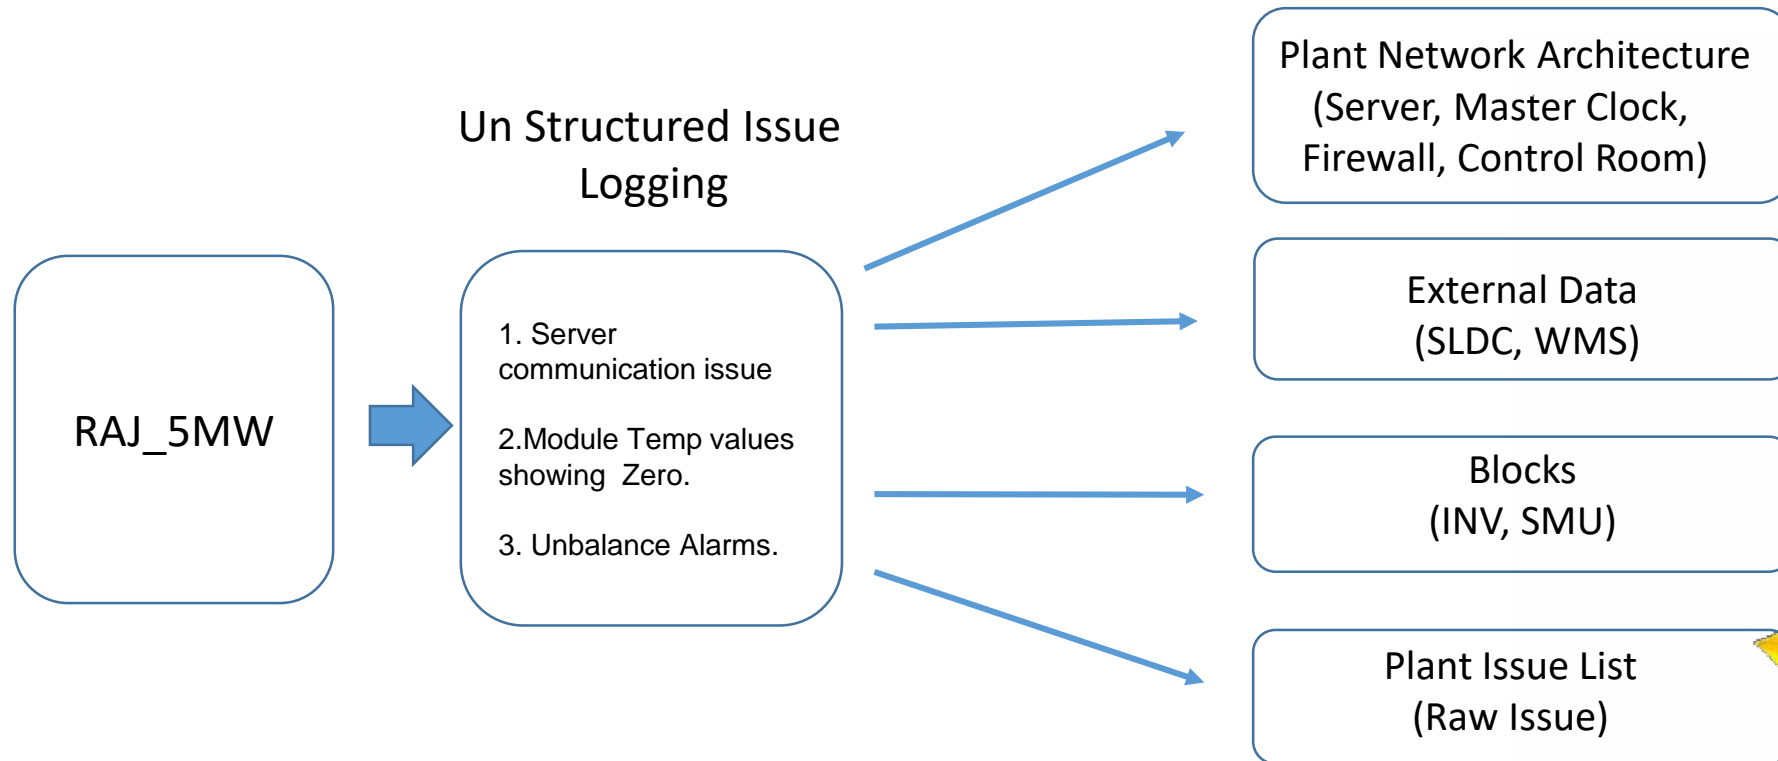 Un Structured Issue
Logging
RAJ_5MW
1. Server
communication issue
2.Module Temp values
showing  Zero.
3. Unbalance Alarms.
Plant Network Architecture
(Server, Master Clock,
Firewall, Control Room)
External Data
(SLDC, WMS)
Blocks
(INV, SMU)
Plant Issue List
(Raw Issue)